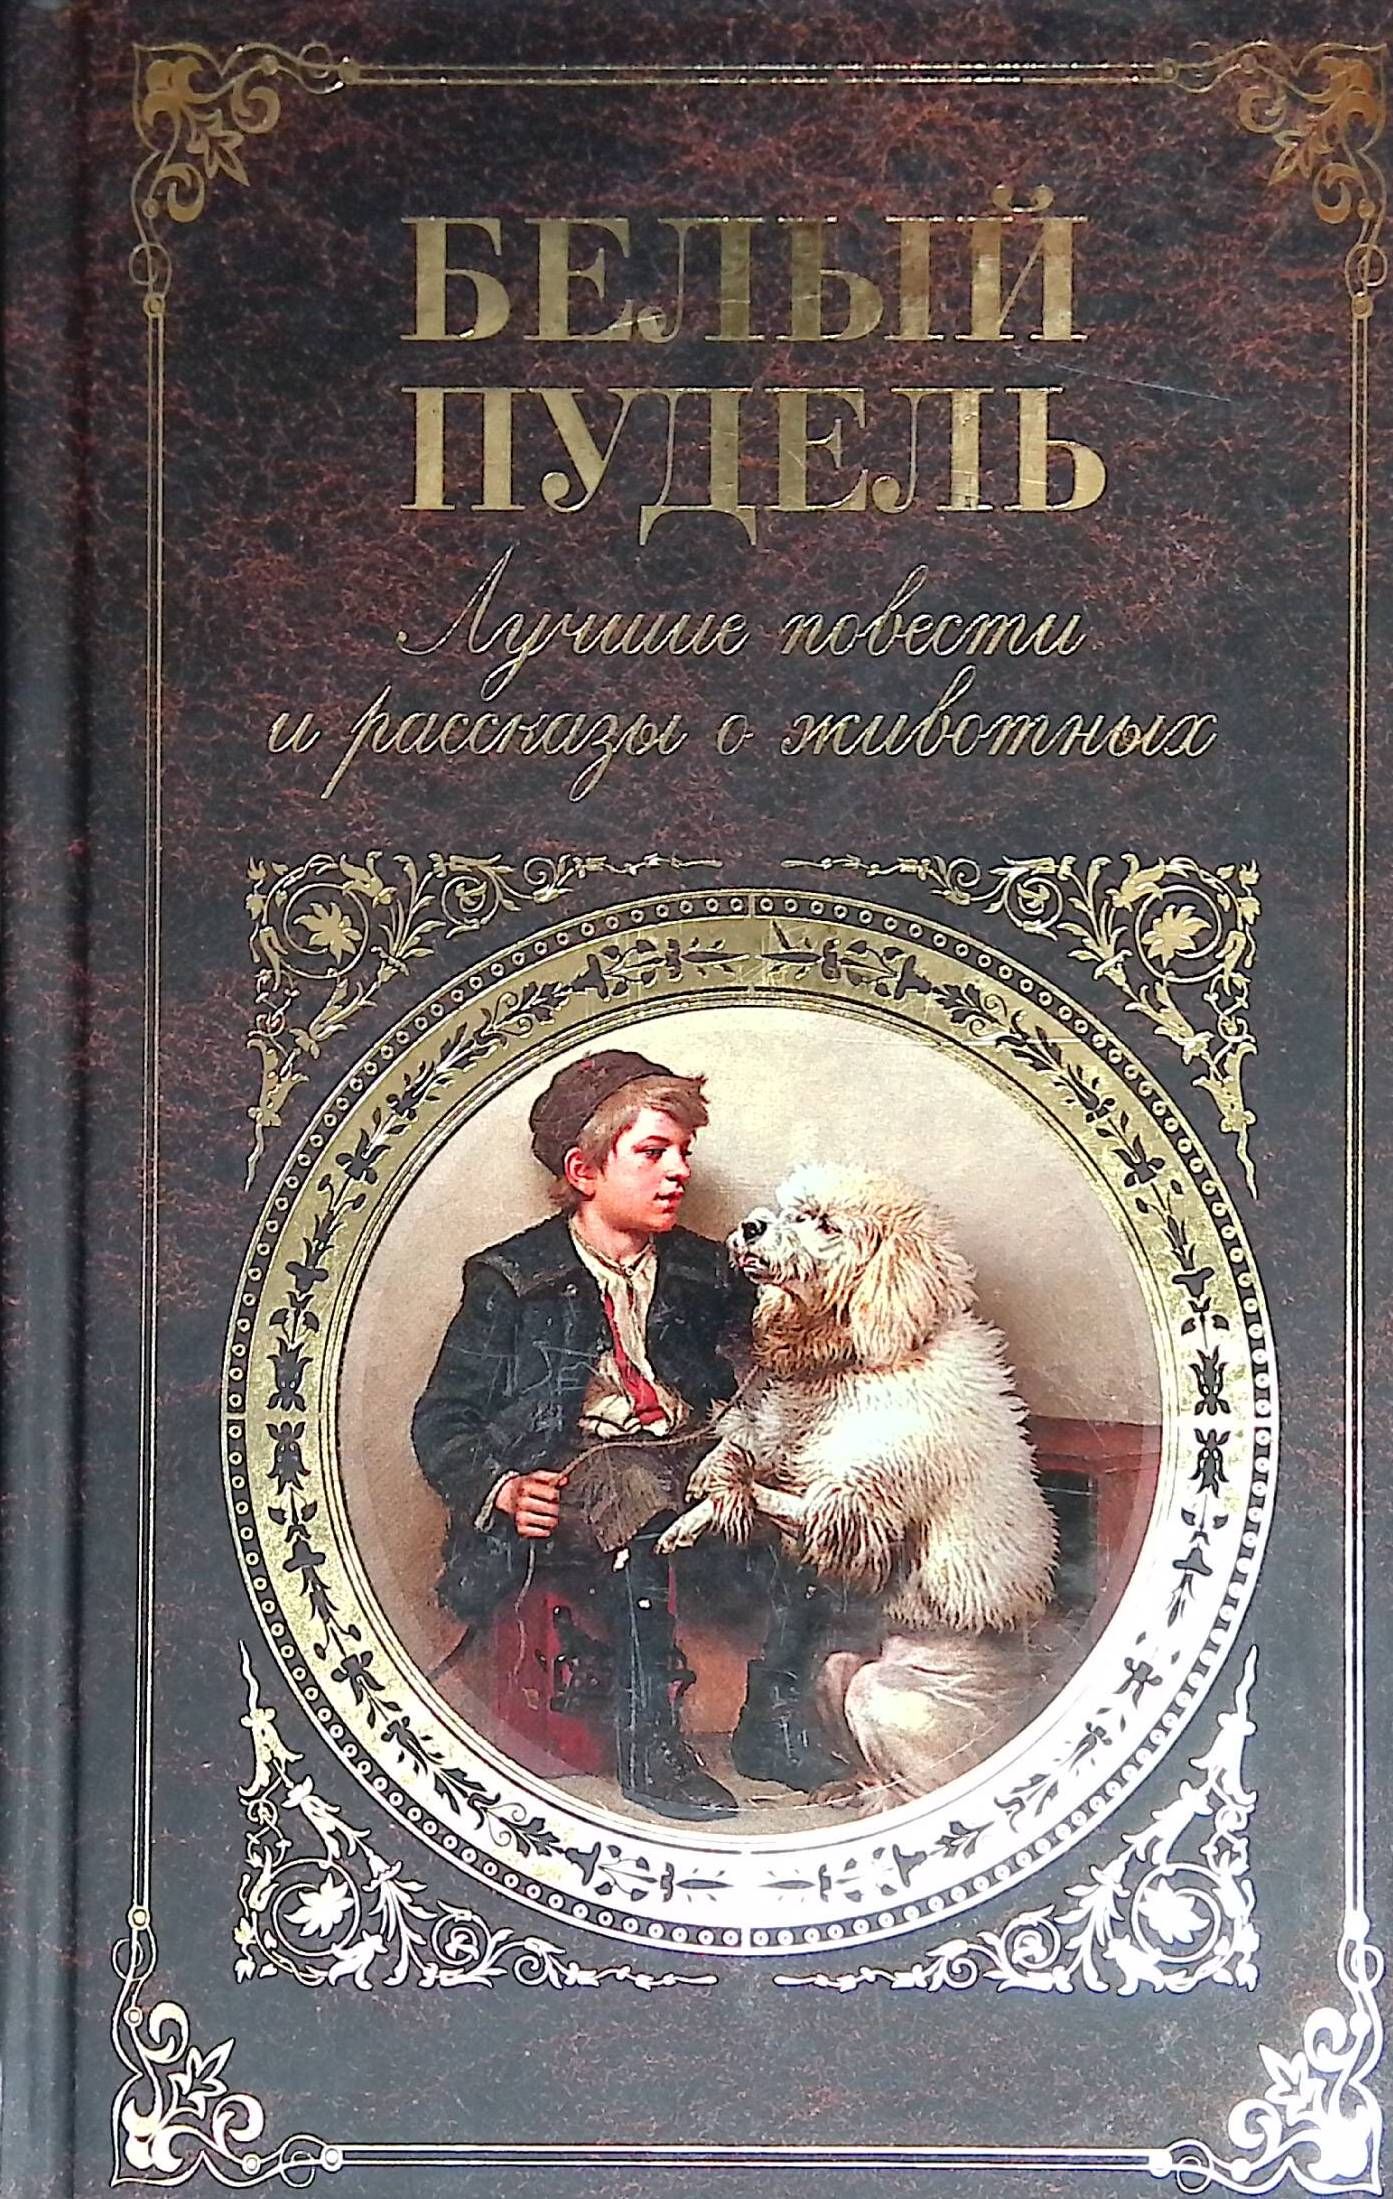 БЕЛЫЙ
ПУДЕЛЬ
Лучшие повести
и рассказы о животных